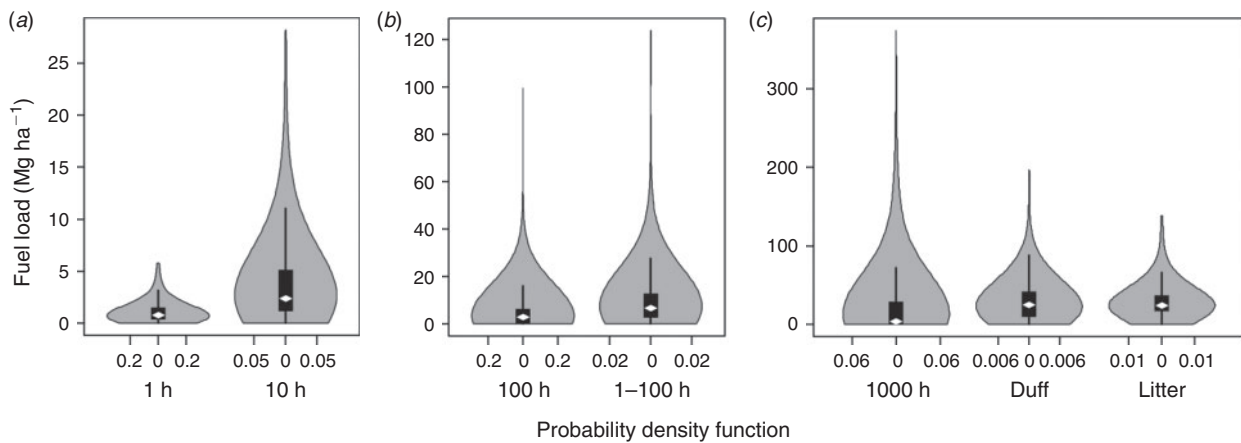 (a)
(b)
(c)
Fuel load (Mg ha−1)
25
20
15
10
5
0
0.2 0 0.2
0.05 0 0.05
1 h
10 h
120
100
80
60
40
20
0
0.2 0 0.2
0.02 0 0.02
100 h
1–100 h
300
200
100
0
0.06 0 0.06
0.006 0 0.006
0.01 0 0.01
1000 h
Duff
Litter
Probability density function